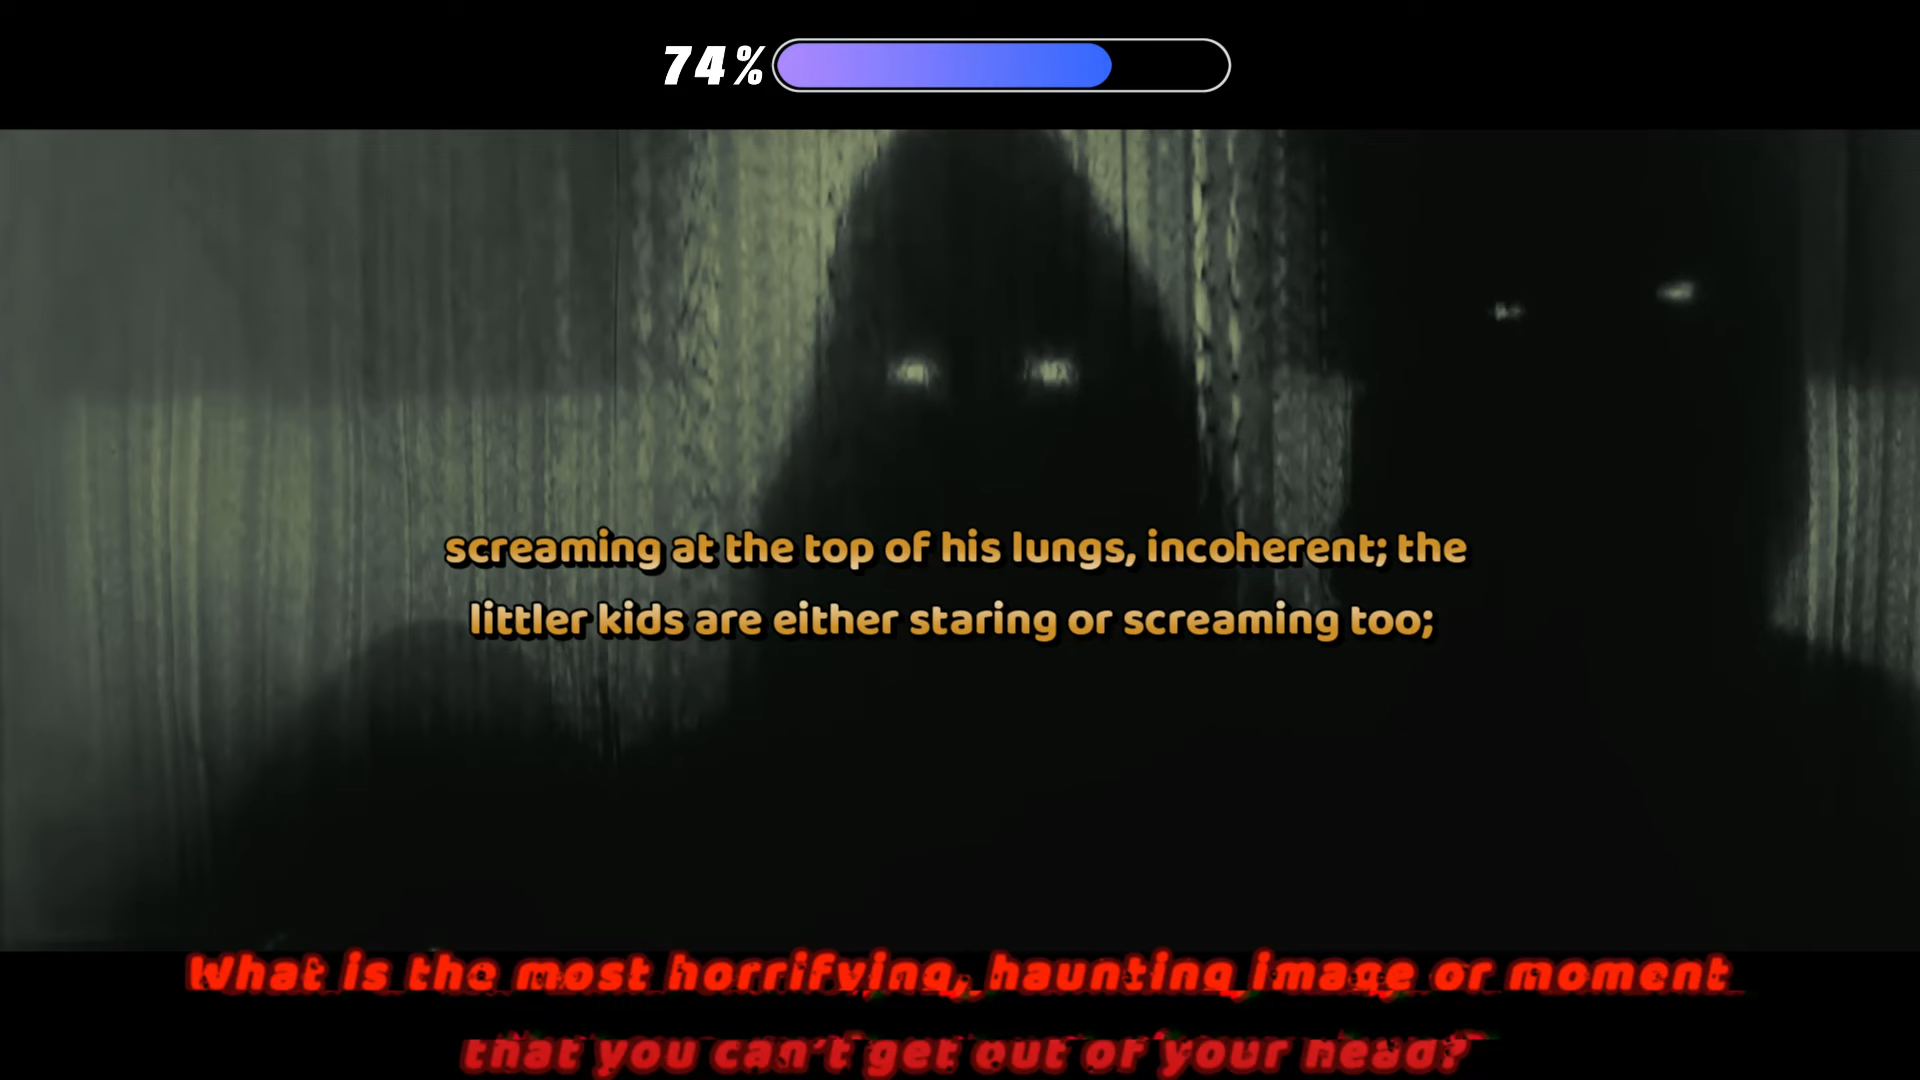 74%
screaming at the top of his lungs, incoherent; the
littler kids are either staring or screaming too;
What is the most horrifying, haunting image or moment
that you can't get out of your head?